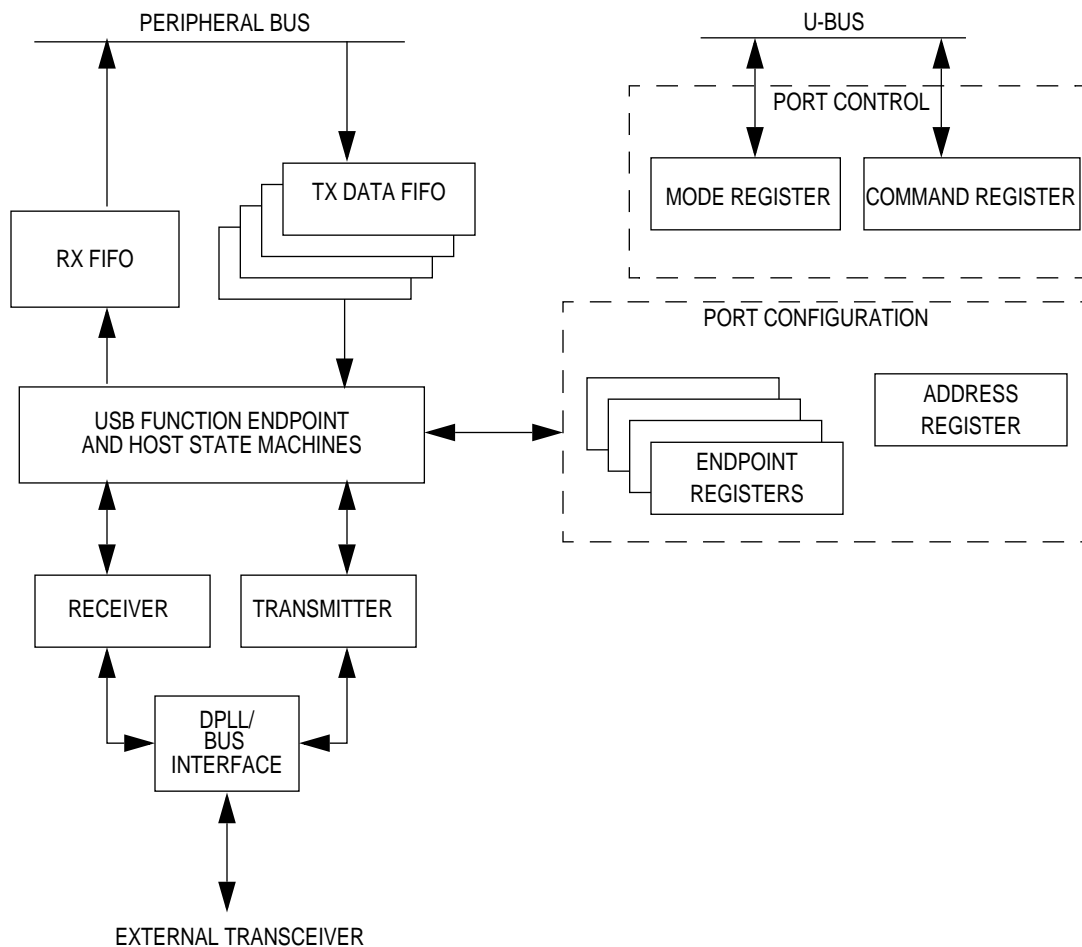 PERIPHERAL BUS
U-BUS
PORT CONTROL
TX DATA FIFO
MODE REGISTER
COMMAND REGISTER
RX FIFO
PORT CONFIGURATION
USB FUNCTION ENDPOINT
AND HOST STATE MACHINES
ADDRESS
REGISTER
ENDPOINT
REGISTERS
RECEIVER
TRANSMITTER
DPLL/
BUS
INTERFACE
EXTERNAL TRANSCEIVER